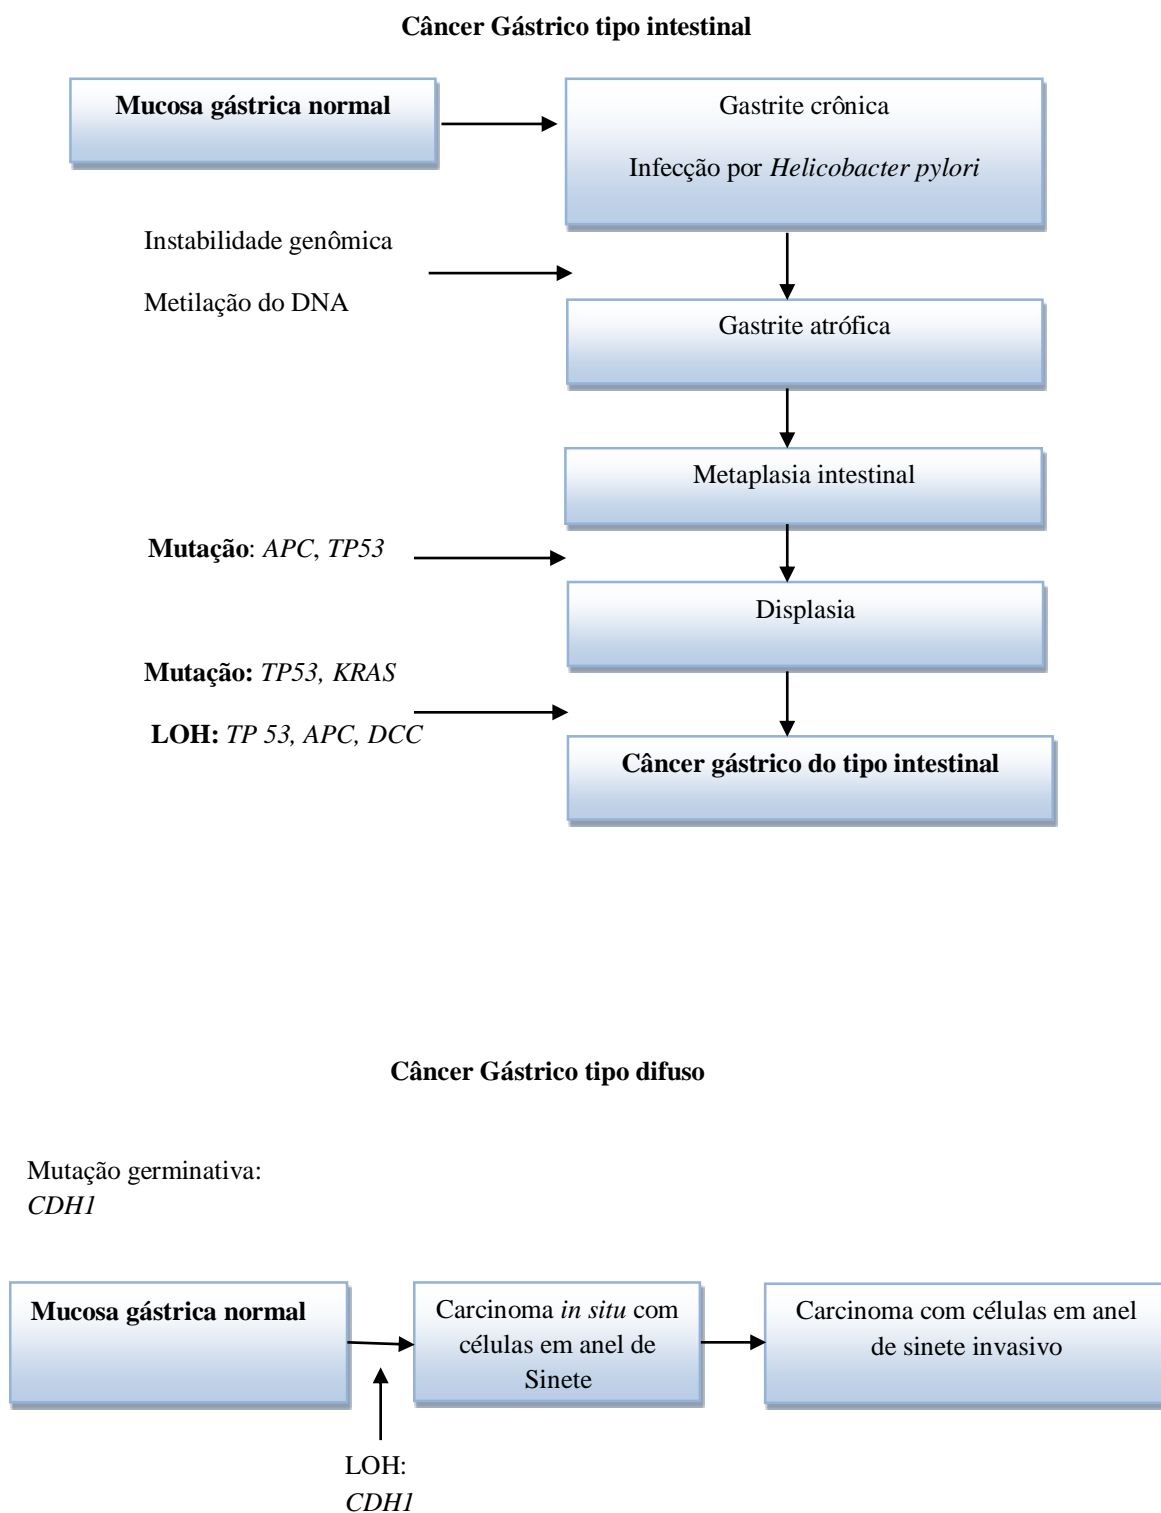 Câncer Gástrico tipo intestinal
Mucosa gástrica normal
Gastrite crônica
Infecção por Helicobacter pylori
Instabilidade genômica
Metilação do DNA
Gastrite atrófica
Metaplasia intestinal
Mutação: APC, TP53
Displasia
Mutação: TP53, KRAS
LOH: TP 53, APC, DCC
Câncer gástrico do tipo intestinal
Câncer Gástrico tipo difuso
Mutação germinativa:
CDH1
Mucosa gástrica normal
Carcinoma in situ com
células em anel de
Sinete
Carcinoma com células em anel
de sinete invasivo
LOH:
CDH1